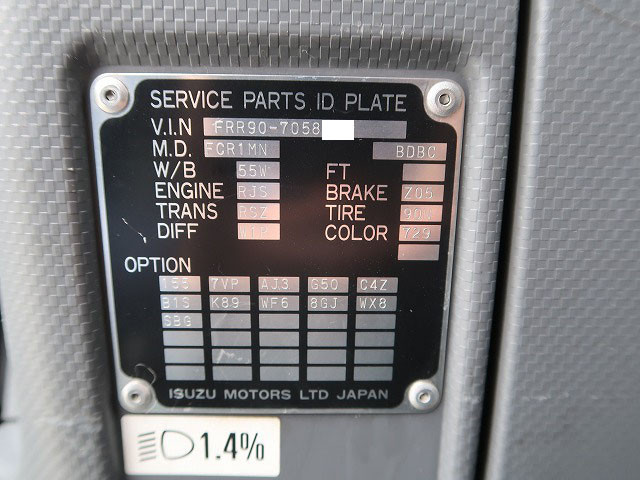 SERVICE PARTS ID PLATE
V.I.N FRR90-7058
M.D. FCR1MN BDBC
W/B 55W FT
ENGINE RJS BRAKE Z05
TRANS TIRE
DIFF COLOR 729
OPTION
7VP AJ3 G50 C4Z
B1S K89 WF6 8GJ WX8
SBG
ISUZU MOTORS LTD JAPAN
1.4%